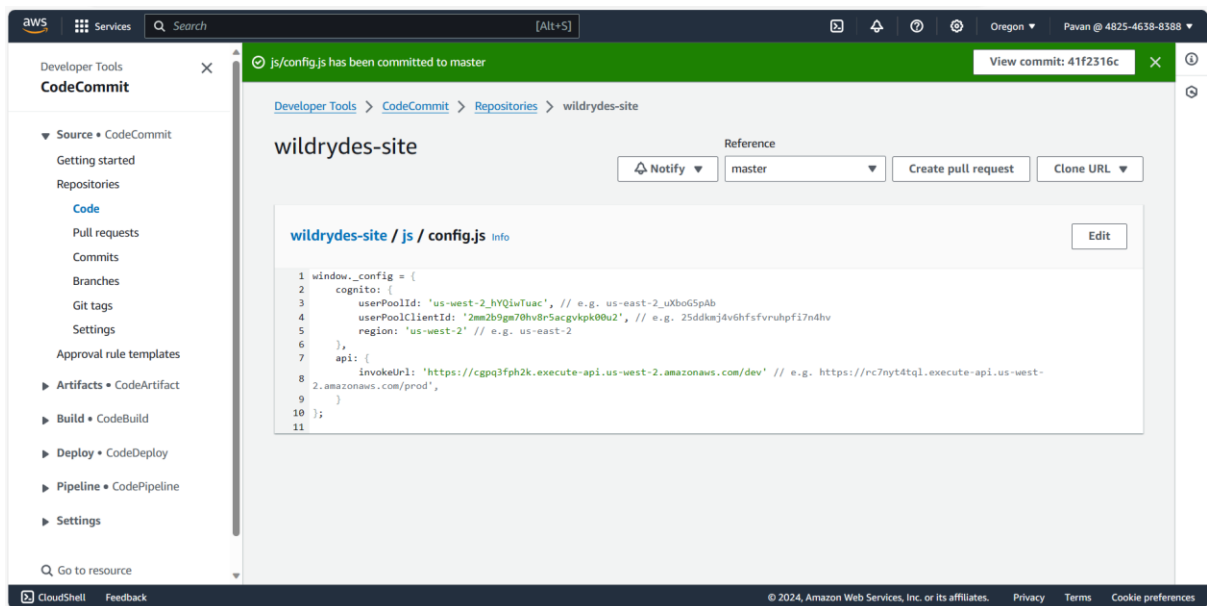 aws
Services
Search
[Alt+S]
Oregon ▼
Pavan @ 4825-4638-8388 ▼
Developer Tools
CodeCommit
Source • CodeCommit
Getting started
Repositories
Code
Pull requests
Commits
Branches
Git tags
Settings
Approval rule templates
Artifacts • CodeArtifact
Build • CodeBuild
Deploy • CodeDeploy
Pipeline • CodePipeline
Settings
Go to resource
js/config.js has been committed to master
View commit: 41f2316c
Developer Tools > CodeCommit > Repositories > wildrydes-site
wildrydes-site
Reference
Notify ▼
master ▼
Create pull request
Clone URL ▼
wildrydes-site / js / config.js Info
Edit
1 window._config = {
2 cognito: {
3 userPoolId: 'us-west-2_hYQiwTuac', // e.g. us-east-2_uXboG5pAb
4 userPoolClientId: '2mm2b9gm70hv8r5acgvkpk00u2', // e.g. 25ddkmj4v6hfsfvruhpfi7n4hv
5 region: 'us-west-2' // e.g. us-east-2
6 },
7 api: {
8 invokeUrl: 'https://cgpq3fph2k.execute-api.us-west-2.amazonaws.com/dev' // e.g. https://rc7nyt4tql.execute-api.us-west-
2.amazonaws.com/prod',
9 }
10 };
11
CloudShell
Feedback
© 2024, Amazon Web Services, Inc. or its affiliates.
Privacy
Terms
Cookie preferences